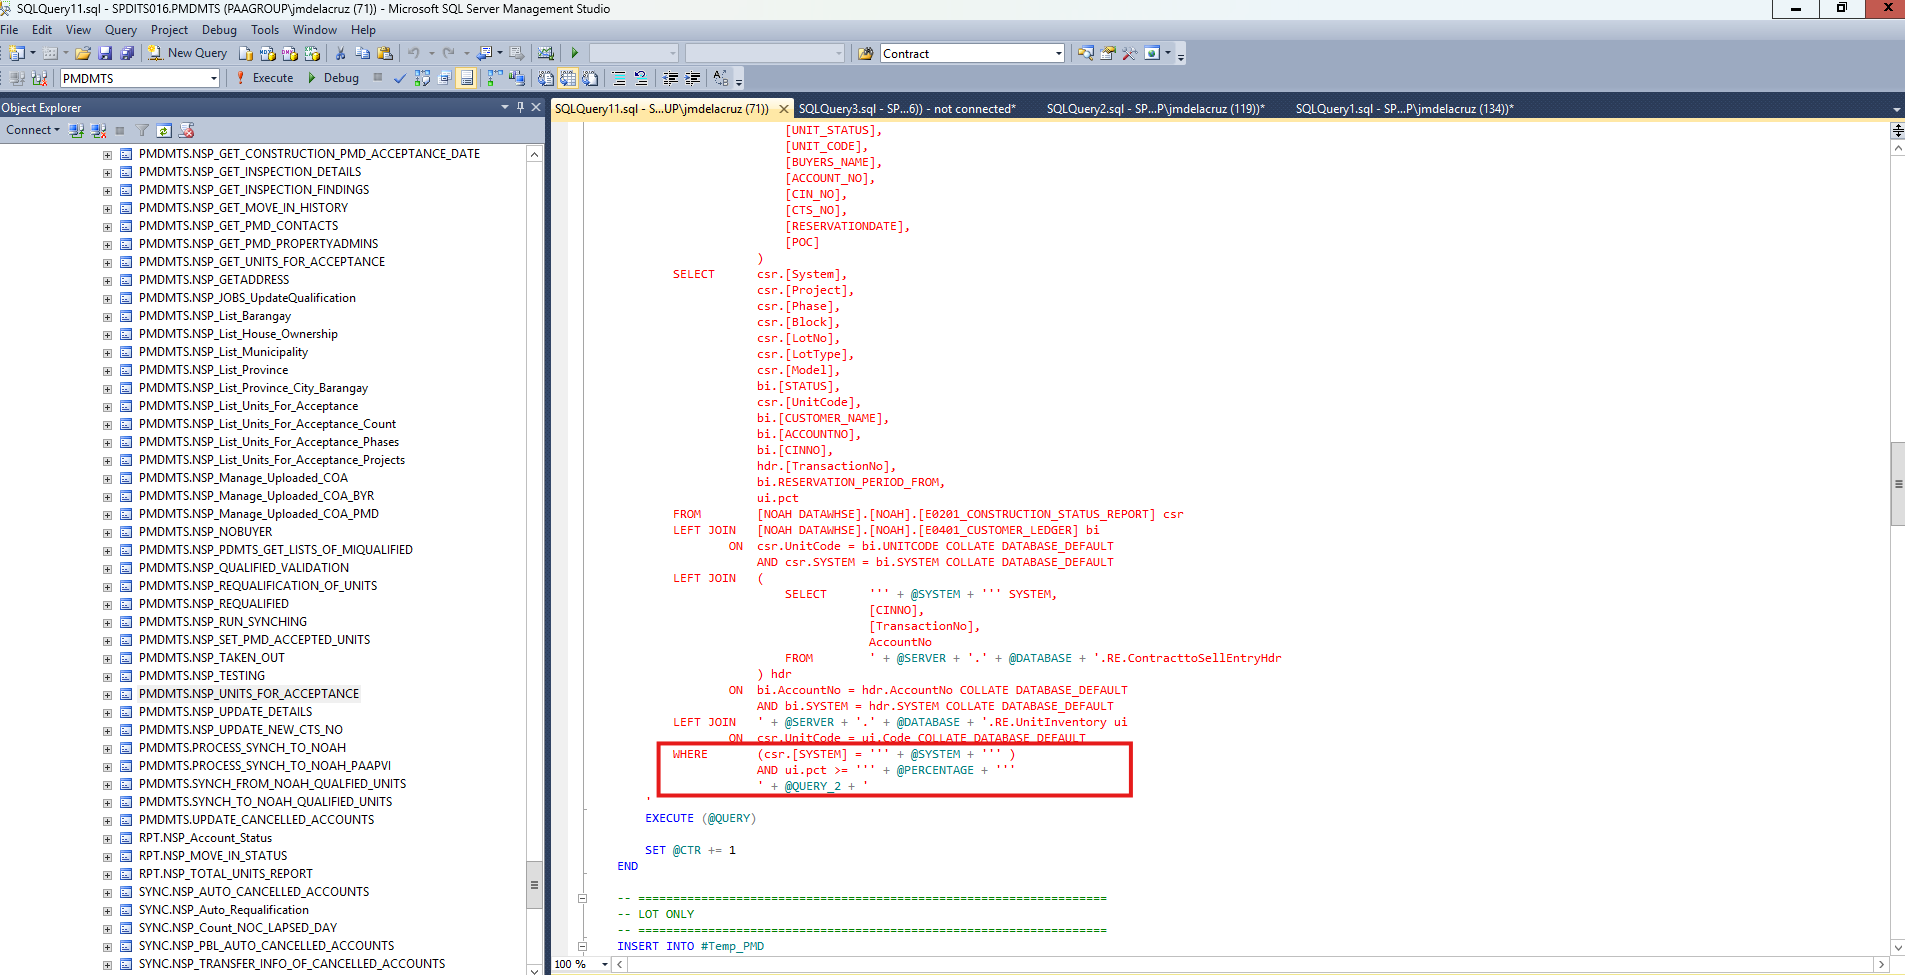 SQLQuery11.sql - SPDITS016.PMDMTS (PAAGROUP\jmdelacruz (71)) - Microsoft SQL Server Management Studio
File Edit View Query Project Debug Tools Window Help
New Query
Contract
PMDMTS
Execute
Debug
Object Explorer
Connect
PMDMTS.NSP_GET_CONSTRUCTION_PMD_ACCEPTANCE_DATE
PMDMTS.NSP_GET_INSPECTION_DETAILS
PMDMTS.NSP_GET_INSPECTION_FINDINGS
PMDMTS.NSP_GET_MOVE_IN_HISTORY
PMDMTS.NSP_GET_PMD_CONTACTS
PMDMTS.NSP_GET_PMD_PROPERTYADMINS
PMDMTS.NSP_GET_UNITS_FOR_ACCEPTANCE
PMDMTS.NSP_GETADDRESS
PMDMTS.NSP_JOBS_UpdateQualification
PMDMTS.NSP_List_Barangay
PMDMTS.NSP_List_House_Ownership
PMDMTS.NSP_List_Municipality
PMDMTS.NSP_List_Province
PMDMTS.NSP_List_Province_City_Barangay
PMDMTS.NSP_List_Units_For_Acceptance
PMDMTS.NSP_List_Units_For_Acceptance_Count
PMDMTS.NSP_List_Units_For_Acceptance_Phases
PMDMTS.NSP_List_Units_For_Acceptance_Projects
PMDMTS.NSP_Manage_Uploaded_COA
PMDMTS.NSP_Manage_Uploaded_COA_BYR
PMDMTS.NSP_Manage_Uploaded_COA_PMD
PMDMTS.NSP_NOBUYER
PMDMTS.NSP_PDMTS_GET_LISTS_OF_MIQUALIFIED
PMDMTS.NSP_QUALIFIED_VALIDATION
PMDMTS.NSP_REQUALIFICATION_OF_UNITS
PMDMTS.NSP_REQUALIFIED
PMDMTS.NSP_RUN_SYNCHING
PMDMTS.NSP_SET_PMD_ACCEPTED_UNITS
PMDMTS.NSP_TAKEN_OUT
PMDMTS.NSP_TESTING
PMDMTS.NSP_UNITS_FOR_ACCEPTANCE
PMDMTS.NSP_UPDATE_DETAILS
PMDMTS.NSP_UPDATE_NEW_CTS_NO
PMDMTS.PROCESS_SYNCH_TO_NOAH
PMDMTS.PROCESS_SYNCH_TO_NOAH_PAAPVI
PMDMTS.SYNCH_FROM_NOAH_QUALFIED_UNITS
PMDMTS.SYNCH_TO_NOAH_QUALIFED_UNITS
PMDMTS.UPDATE_CANCELLED_ACCOUNTS
RPT.NSP_Account_Status
RPT.NSP_MOVE_IN_STATUS
RPT.NSP_TOTAL_UNITS_REPORT
SYNC.NSP_AUTO_CANCELLED_ACCOUNTS
SYNC.NSP_Auto_Requalification
SYNC.NSP_Count_NOC_LAPSED_DAY
SYNC.NSP_PBL_AUTO_CANCELLED_ACCOUNTS
SYNC.NSP_TRANSFER_INFO_OF_CANCELLED_ACCOUNTS
SQLQuery11.sql - S...UP\jmdelacruz (71)) SQLQuery3.sql - SP...6)) - not connected* SQLQuery2.sql - SP...P\jmdelacruz (119))* SQLQuery1.sql - SP...P\jmdelacruz (134))*
[UNIT_STATUS],
[UNIT_CODE],
[BUYERS_NAME],
[ACCOUNT_NO],
[CIN_NO],
[CTS_NO],
[RESERVATIONDATE],
[POC]
)
SELECT csr.[System],
csr.[Project],
csr.[Phase],
csr.[Block],
csr.[LotNo],
csr.[LotType],
csr.[Model],
bi.[STATUS],
csr.[UnitCode],
bi.[CUSTOMER_NAME],
bi.[ACCOUNTNO],
bi.[CINNO],
hdr.[TransactionNo],
bi.RESERVATION_PERIOD_FROM,
ui.pct
FROM [NOAH DATAWHSE].[NOAH].[E0201_CONSTRUCTION_STATUS_REPORT] csr
LEFT JOIN [NOAH DATAWHSE].[NOAH].[E0401_CUSTOMER_LEDGER] bi
ON csr.UnitCode = bi.UNITCODE COLLATE DATABASE_DEFAULT
AND csr.SYSTEM = bi.SYSTEM COLLATE DATABASE_DEFAULT
LEFT JOIN (
SELECT ''' + @SYSTEM + ''' SYSTEM,
[CINNO],
[TransactionNo],
AccountNo
FROM ' + @SERVER + '.' + @DATABASE + '.RE.ContracttoSellEntryHdr
) hdr
ON bi.AccountNo = hdr.AccountNo COLLATE DATABASE_DEFAULT
AND bi.SYSTEM = hdr.SYSTEM COLLATE DATABASE_DEFAULT
LEFT JOIN ' + @SERVER + '.' + @DATABASE + '.RE.UnitInventory ui
ON csr.UnitCode = ui.Code COLLATE DATABASE_DEFAULT
WHERE (csr.[SYSTEM] = ''' + @SYSTEM + ''' )
AND ui.pct >= ''' + @PERCENTAGE + '''
' + @QUERY_2 + '
'
EXECUTE (@QUERY)
SET @CTR += 1
END
-- ===================================================================
-- LOT ONLY
-- ===================================================================
INSERT INTO #Temp_PMD
100 %